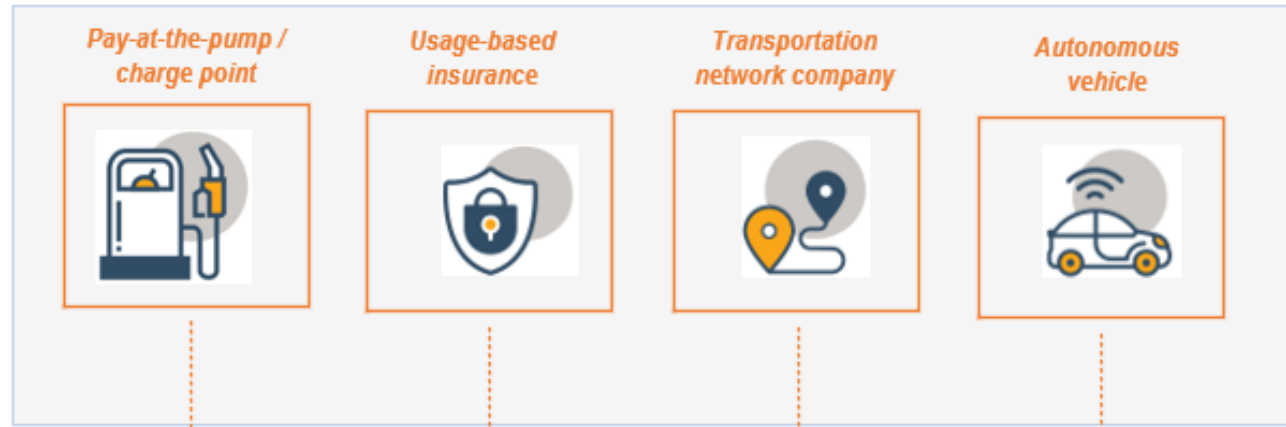 Pay-at-the-pump /
charge point
Usage-based
insurance
Transportation
network company
Autonomous
vehicle